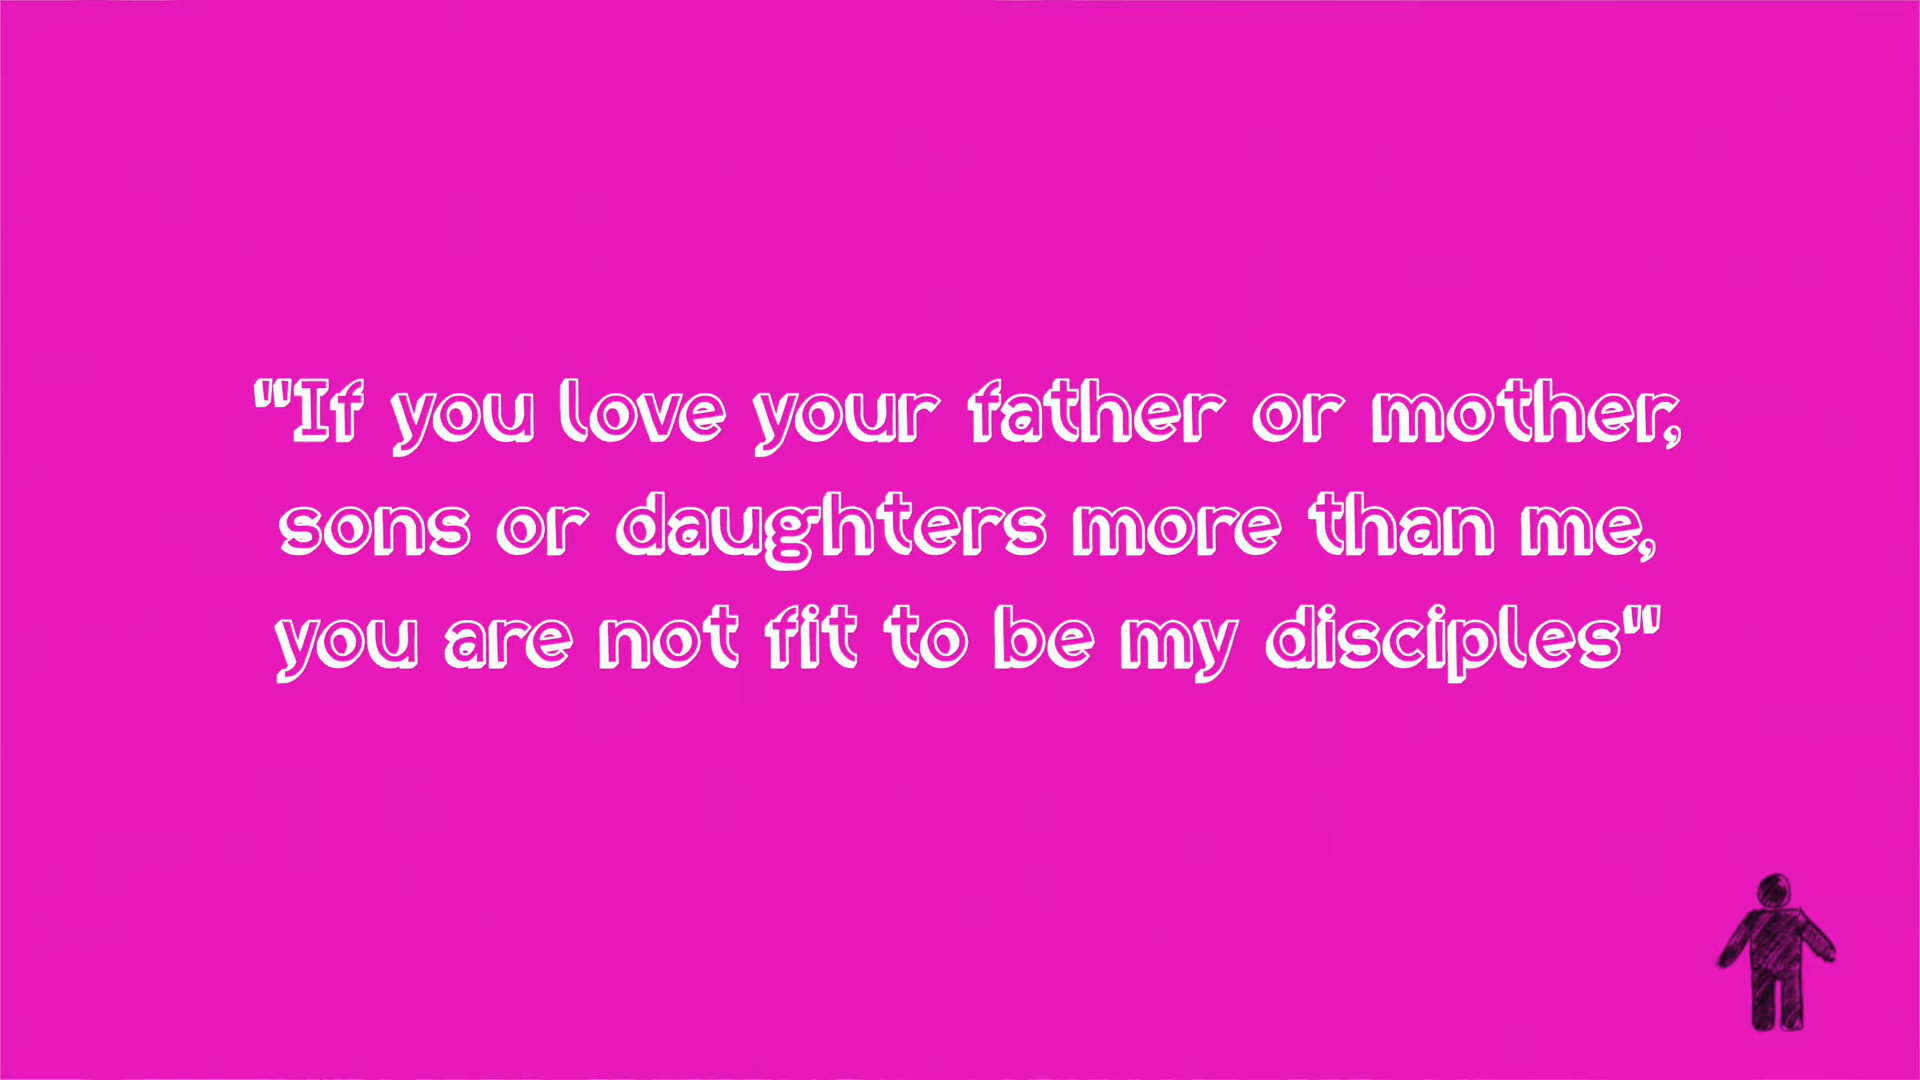 "If you love your father or mother,
sons or daughters more than me,
you are not fit to be my disciples"